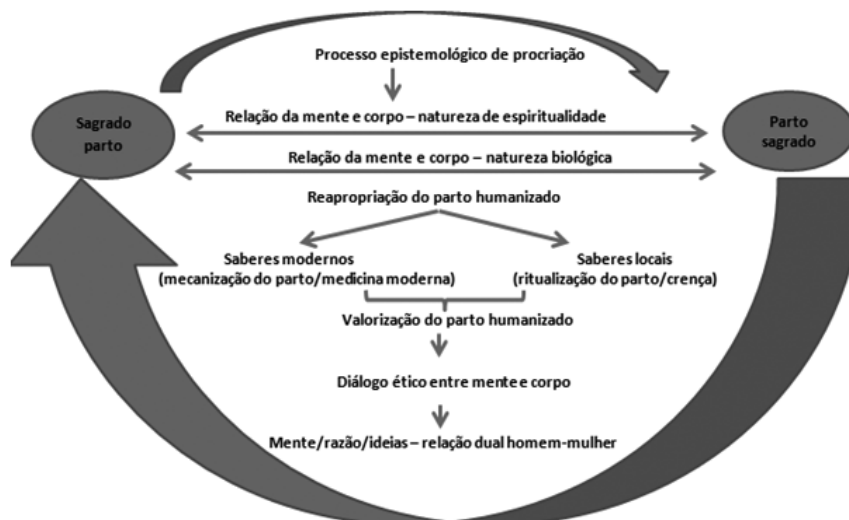 Processo epistemológico de procriação
Sagrado
parto
Relação da mente e corpo – natureza de espiritualidade
Parto
sagrado
Relação da mente e corpo – natureza biológica
Reapropriação do parto humanizado
Saberes modernos
(mecanização do parto/medicina moderna)
Saberes locais
(ritualização do parto/crença)
Valorização do parto humanizado
Diálogo ético entre mente e corpo
Mente/razão/ideias – relação dual homem-mulher